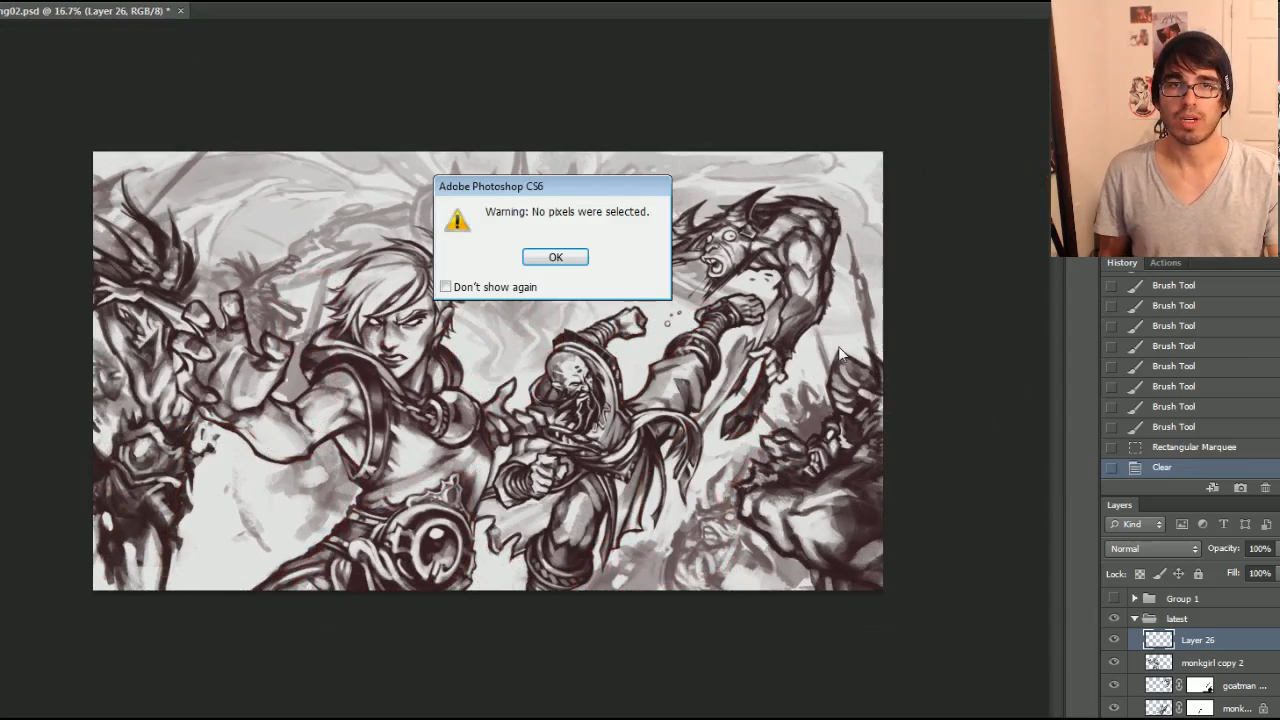 ng02.psd @ 16.7% (Layer 26, RGB/8) * ×
Adobe Photoshop CS6
Warning: No pixels were selected.
OK
Don't show again
History Actions
Brush Tool
Brush Tool
Brush Tool
Brush Tool
Brush Tool
Brush Tool
Brush Tool
Brush Tool
Rectangular Marquee
Clear
Layers
Kind
Normal Opacity: 100%
Lock: Fill: 100%
Group 1
latest
Layer 26
monkgirl copy 2
goatman ...
monk...